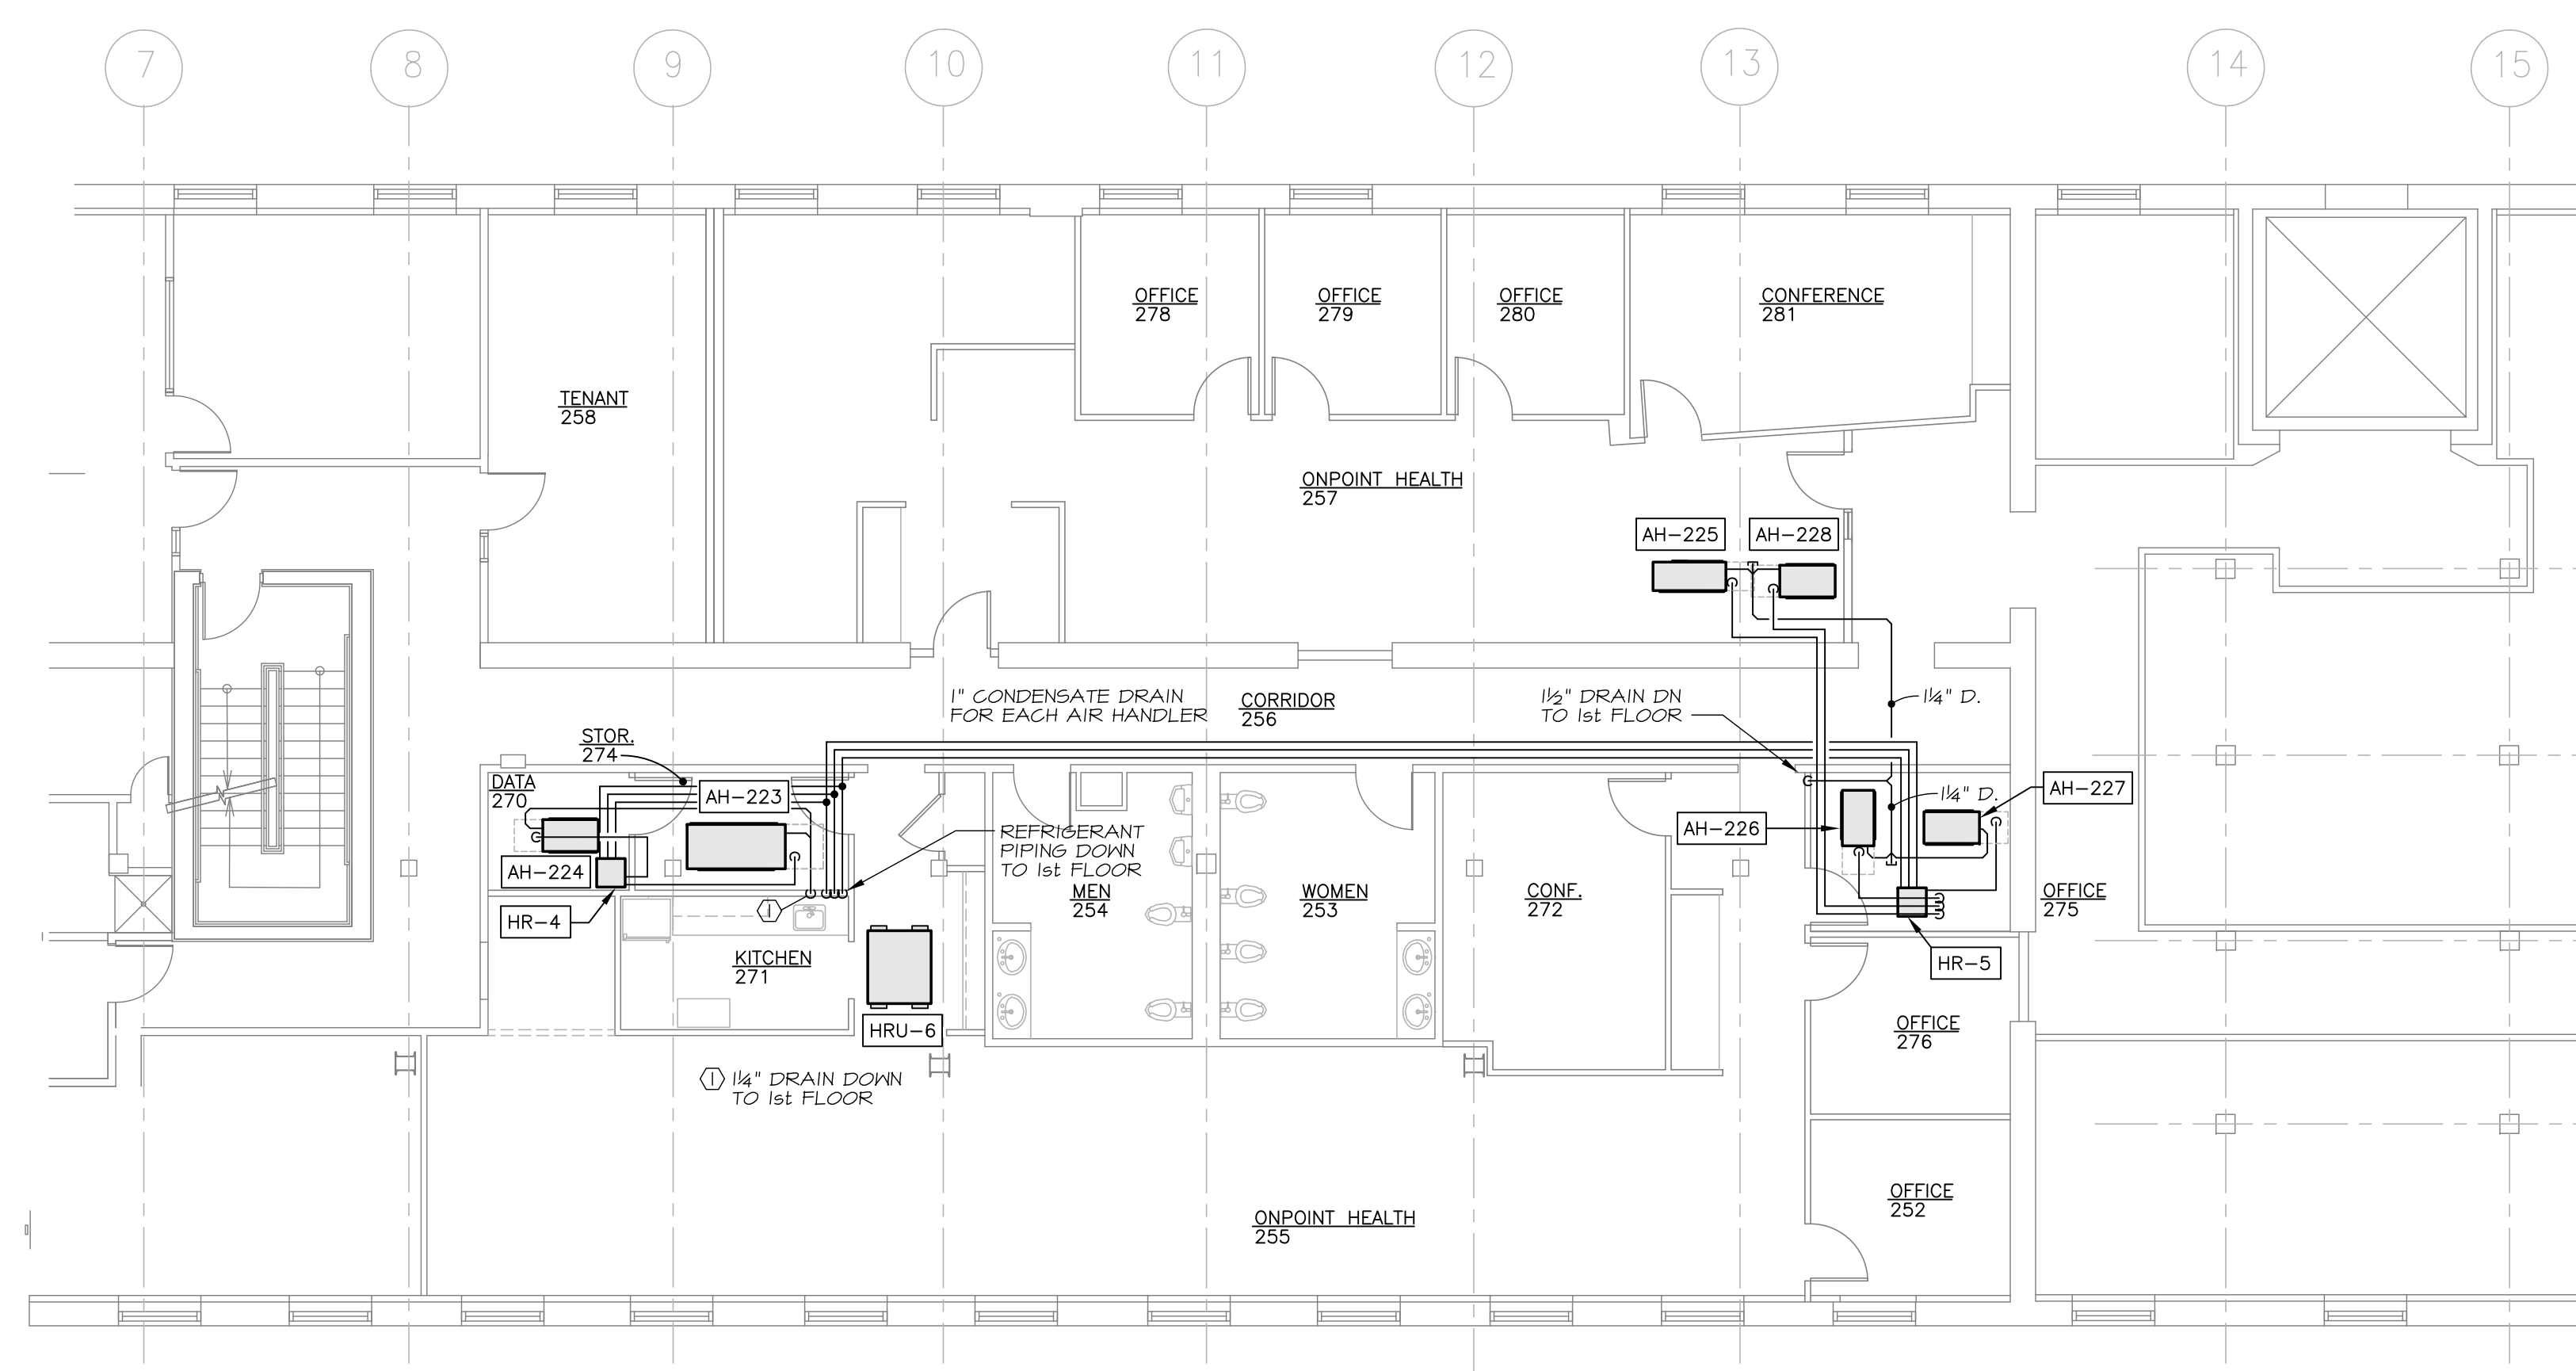 7
8
9
10
11
12
13
14
15
OFFICE
278
OFFICE
279
OFFICE
280
CONFERENCE
281
TENANT
258
ONPOINT HEALTH
257
AH-225
AH-228
1" CONDENSATE DRAIN
FOR EACH AIR HANDLER
CORRIDOR
256
1½" DRAIN DN
TO 1st FLOOR
1¼" D.
STOR.
274
DATA
270
AH-223
1¼" D.
AH-227
AH-226
REFRIGERANT
PIPING DOWN
TO 1st FLOOR
AH-224
HR-4
1
MEN
254
WOMEN
253
CONF.
272
OFFICE
275
KITCHEN
271
HR-5
HRU-6
OFFICE
276
1 1¼" DRAIN DOWN
TO 1st FLOOR
OFFICE
252
ONPOINT HEALTH
255